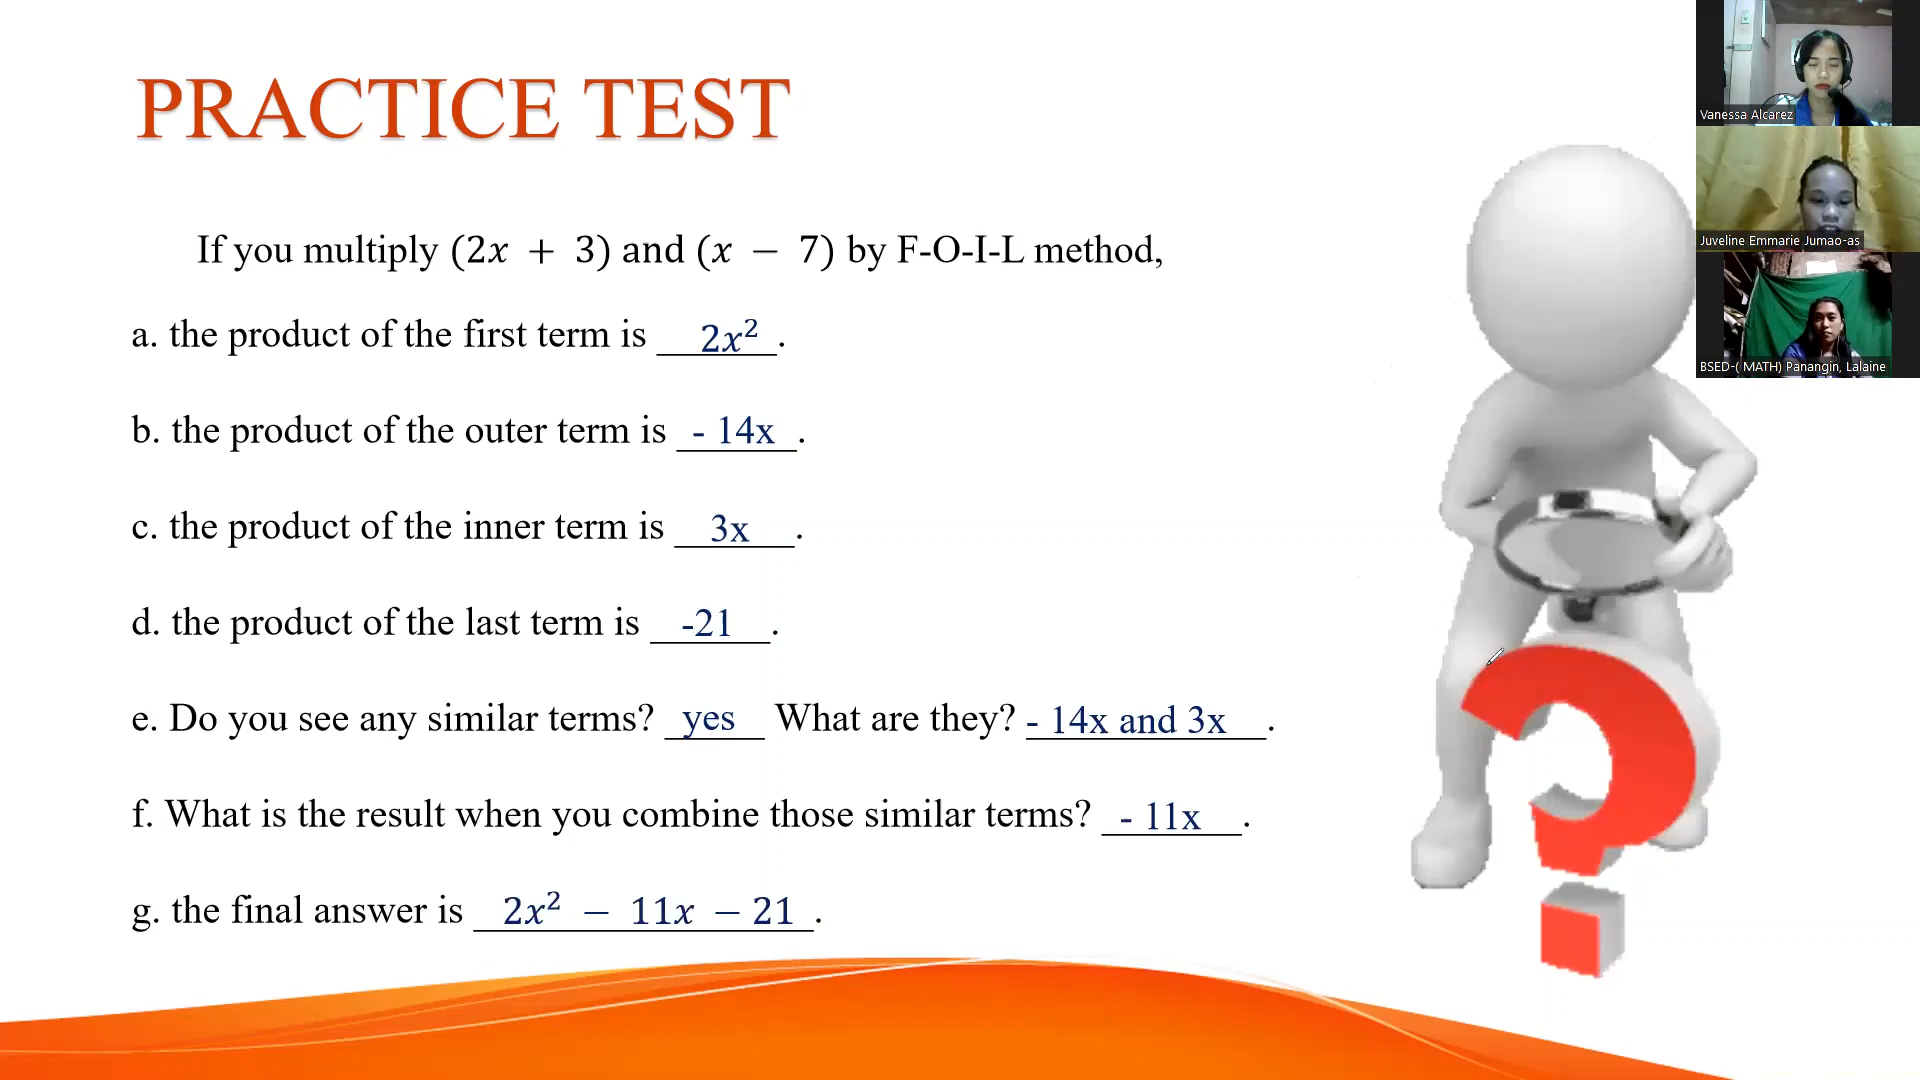 PRACTICE TEST
If you multiply (2x + 3) and (x − 7) by F-O-I-L method,
a. the product of the first term is 2x².
b. the product of the outer term is - 14x.
c. the product of the inner term is 3x.
d. the product of the last term is -21.
e. Do you see any similar terms? yes What are they? - 14x and 3x.
f. What is the result when you combine those similar terms? - 11x.
g. the final answer is 2x² − 11x − 21.
Vanessa Alcarez
Juveline Emmarie Jumao-as
BSED-( MATH) Panangin, Lalaine